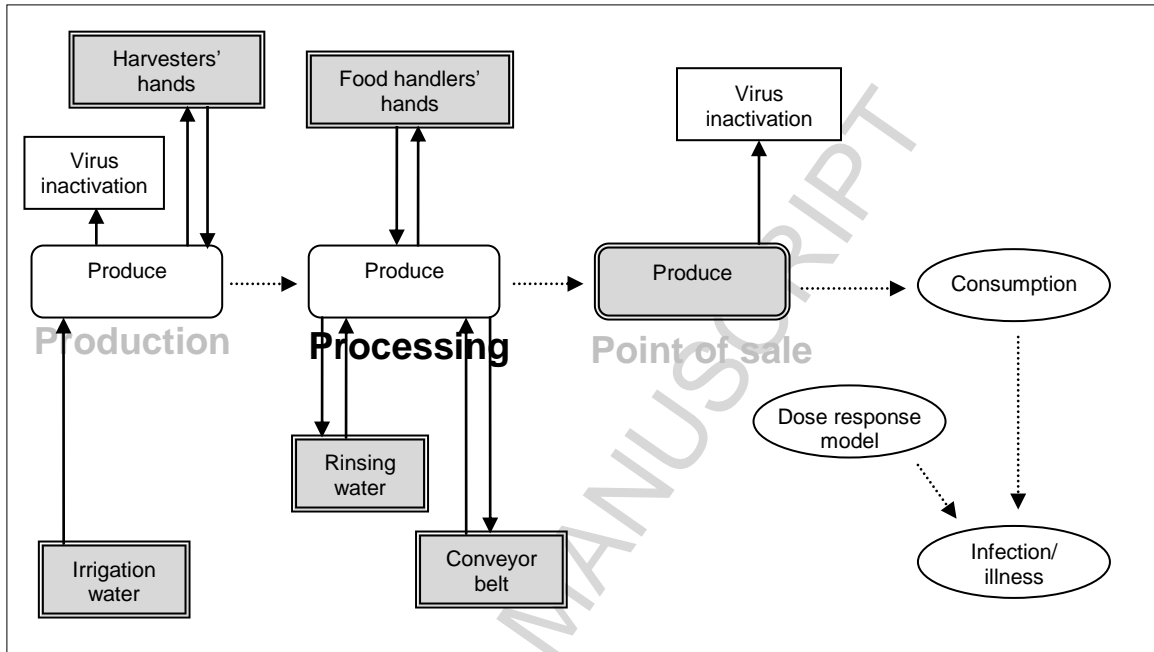 Harvesters’
hands
Food handlers’
hands
Virus
inactivation
Virus
inactivation
Produce
Produce
Produce
Consumption
Production
Processing
Point of sale
Dose response
model
Rinsing
water
Irrigation
water
Conveyor
belt
Infection/
illness
MANUSCRIPT